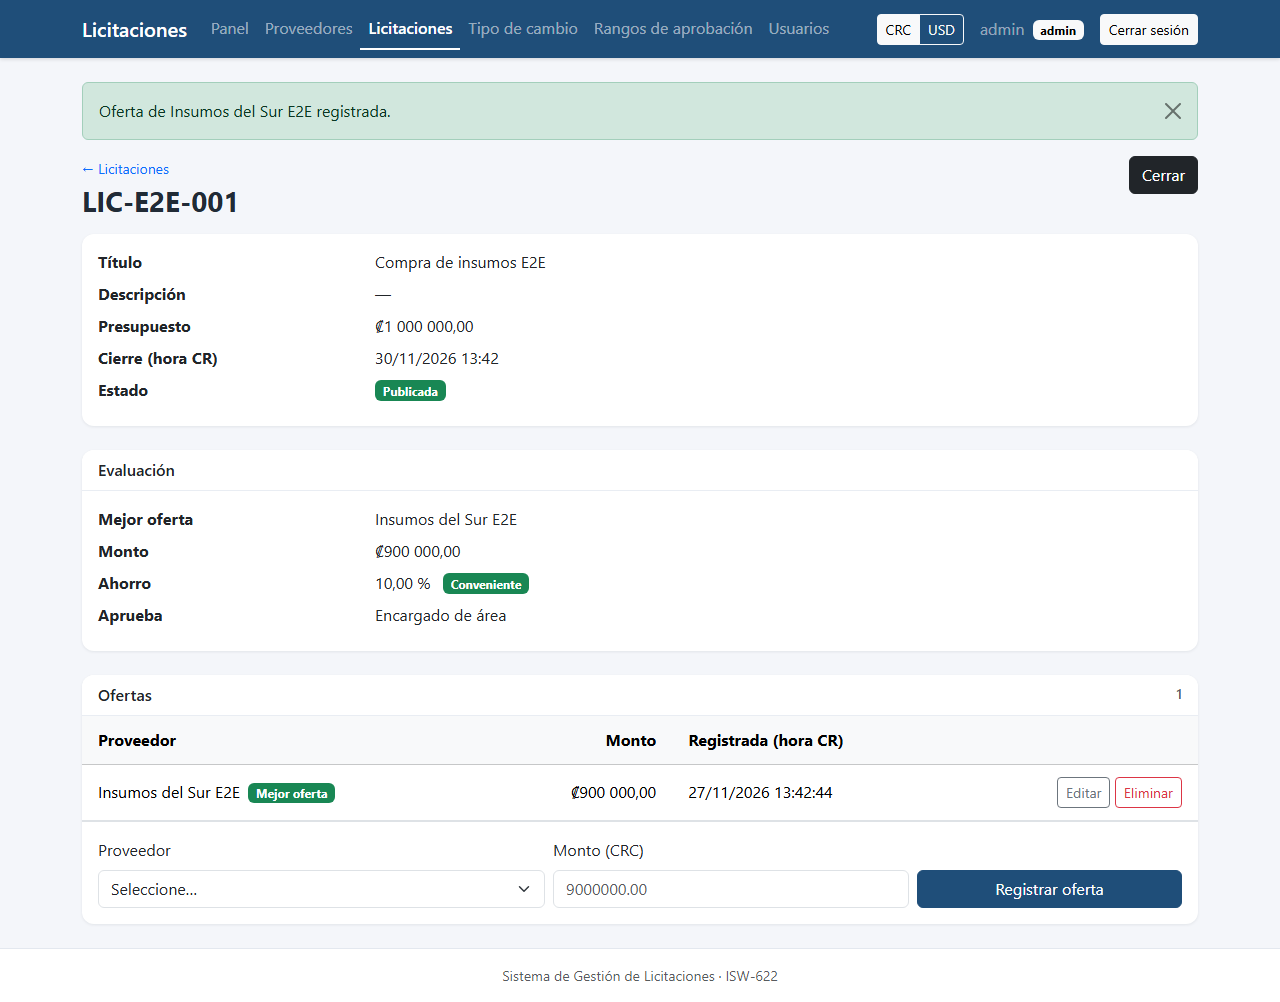 Licitaciones Panel Proveedores Licitaciones Tipo de cambio Rangos de aprobación Usuarios CRC USD admin admin Cerrar sesión
Oferta de Insumos del Sur E2E registrada.
← Licitaciones
Cerrar
LIC-E2E-001
Título Compra de insumos E2E
Descripción —
Presupuesto ₡1 000 000,00
Cierre (hora CR) 30/11/2026 13:42
Estado Publicada
Evaluación
Mejor oferta Insumos del Sur E2E
Monto ₡900 000,00
Ahorro 10,00 % Conveniente
Aprueba Encargado de área
Ofertas 1
Proveedor Monto Registrada (hora CR)
Insumos del Sur E2E Mejor oferta ₡900 000,00 27/11/2026 13:42:44 Editar Eliminar
Proveedor Monto (CRC)
Seleccione... 9000000.00 Registrar oferta
Sistema de Gestión de Licitaciones · ISW-622